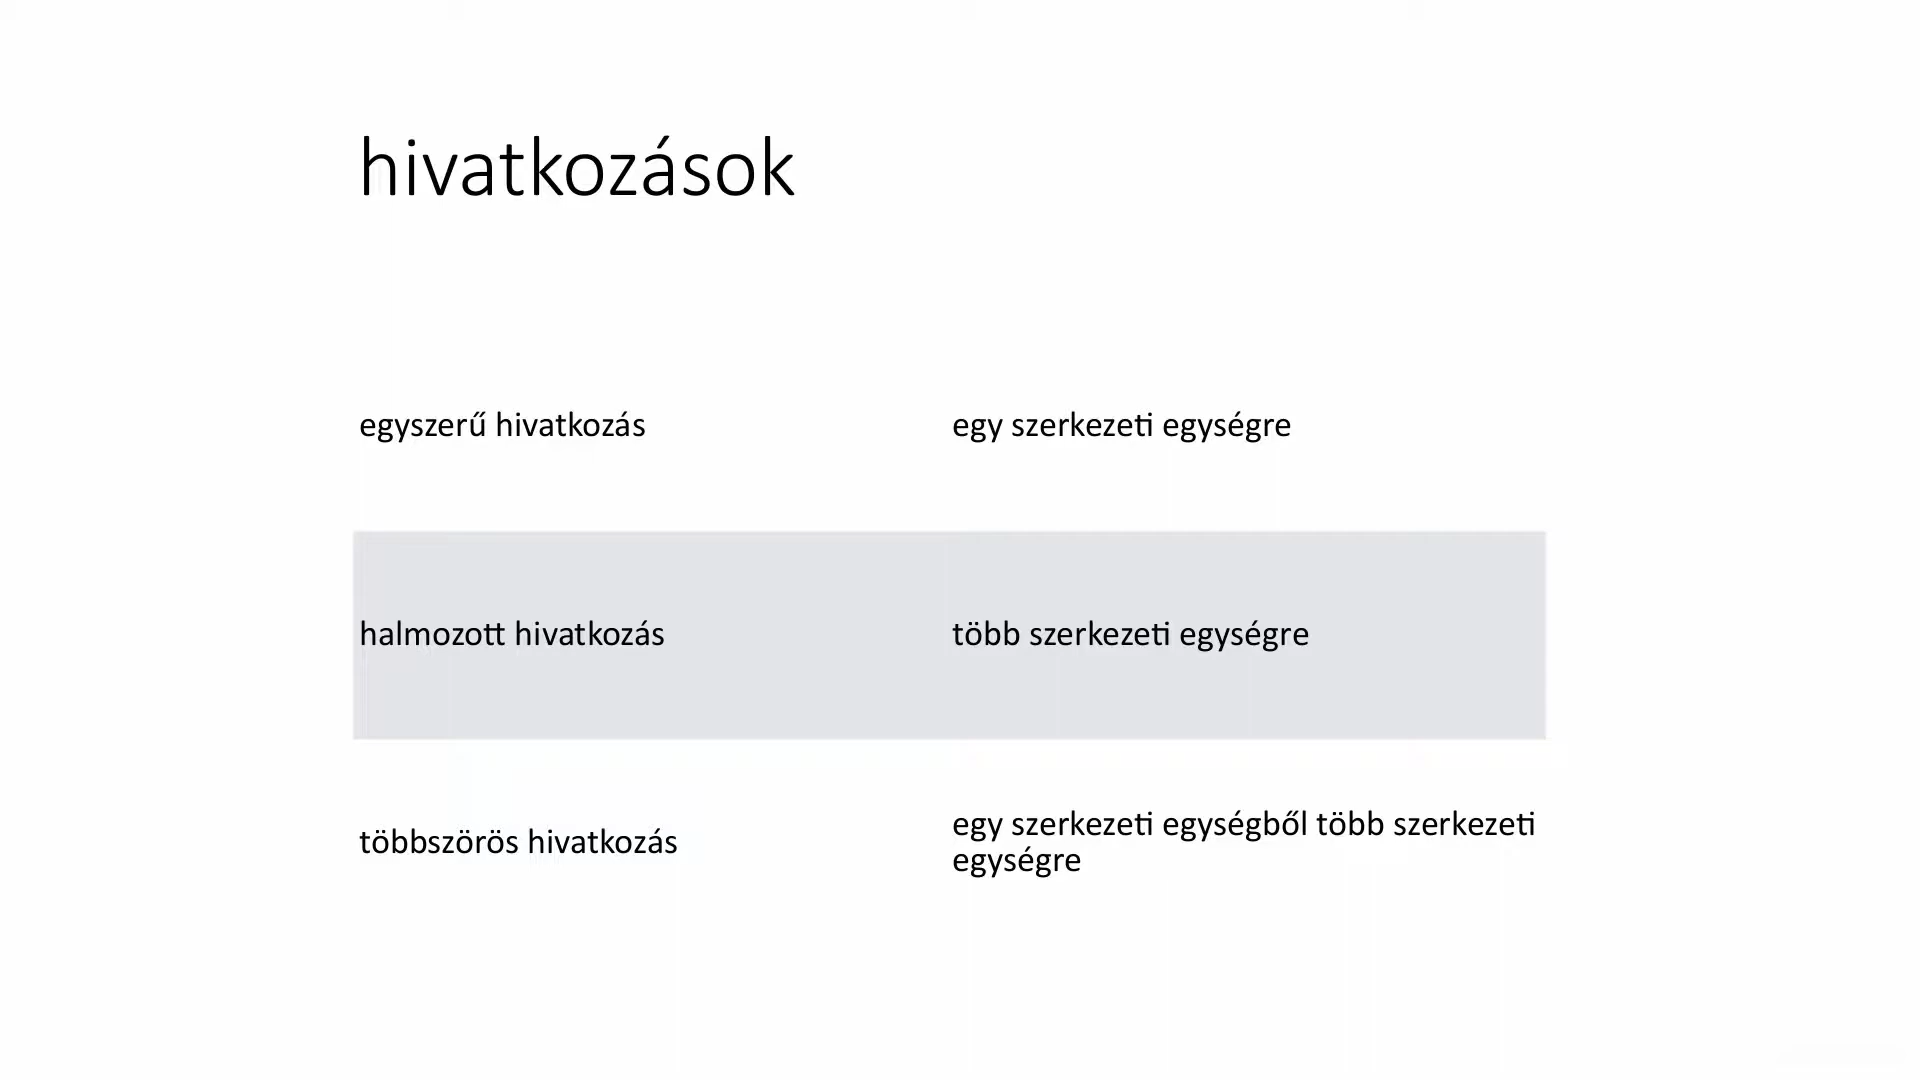 hivatkozások
egyszerű hivatkozás
egy szerkezeti egységre
halmozott hivatkozás
több szerkezeti egységre
többszörös hivatkozás
egy szerkezeti egységből több szerkezeti
egységre